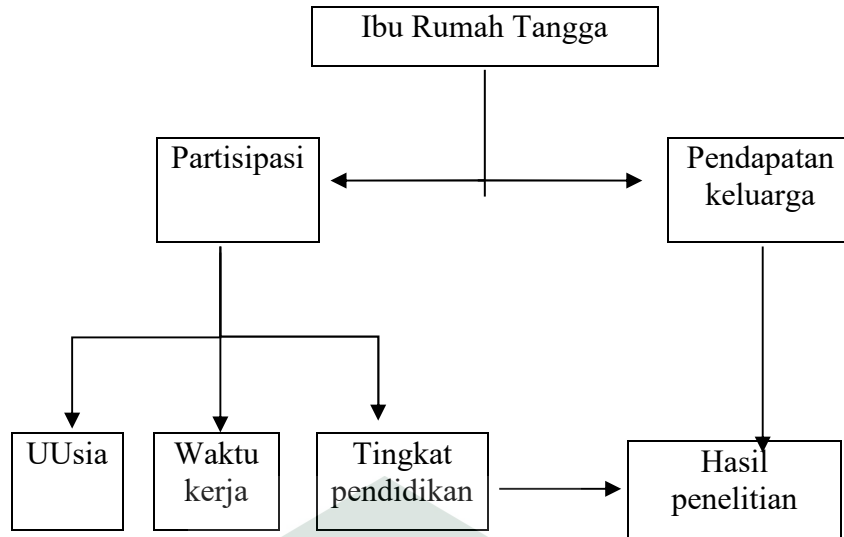 Ibu Rumah Tangga
Partisipasi
Pendapatan
keluarga
UUsia
Waktu
kerja
Tingkat
pendidikan
Hasil
penelitian